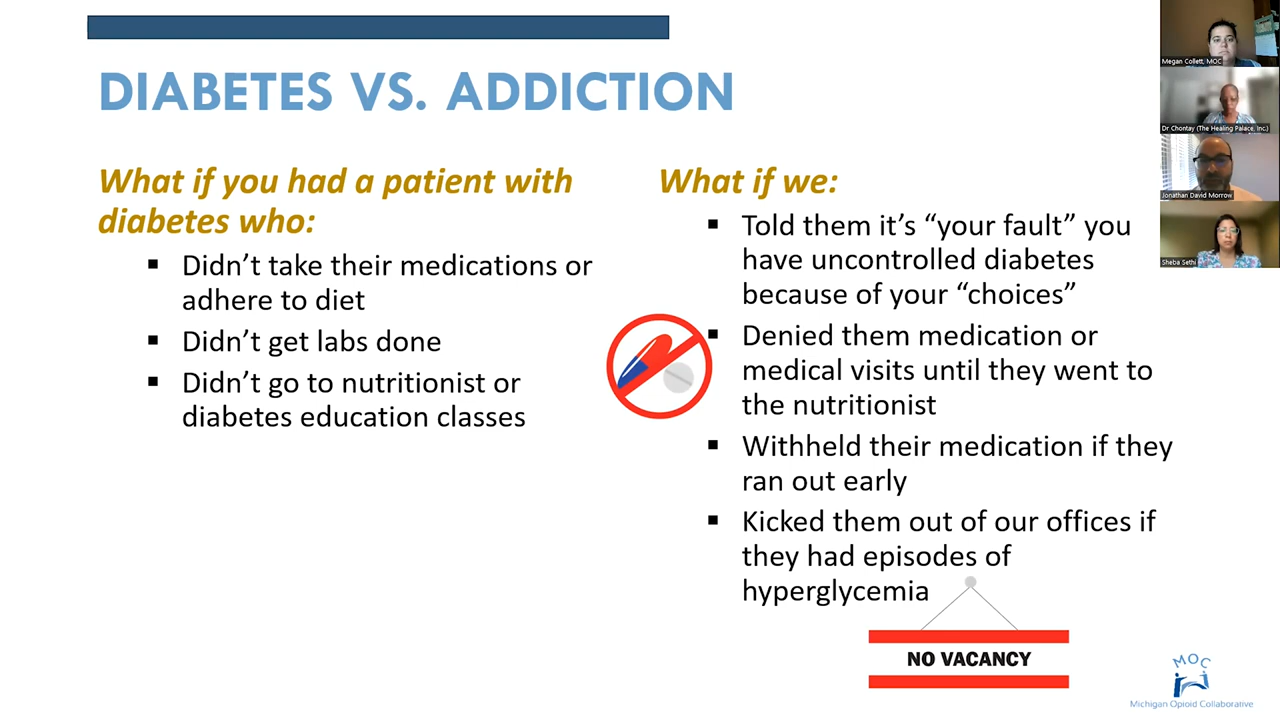 DIABETES VS. ADDICTION
What if you had a patient with
diabetes who:
▪ Didn’t take their medications or
adhere to diet
▪ Didn’t get labs done
▪ Didn’t go to nutritionist or
diabetes education classes
What if we:
▪ Told them it’s “your fault” you
have uncontrolled diabetes
because of your “choices”
▪ Denied them medication or
medical visits until they went to
the nutritionist
▪ Withheld their medication if they
ran out early
▪ Kicked them out of our offices if
they had episodes of
hyperglycemia
NO VACANCY
MOC
Michigan Opioid Collaborative
Megan Collett, MOC
Dr Chontay (The Healing Palace, Inc.)
Jonathan David Morrow
Sheba Sethi